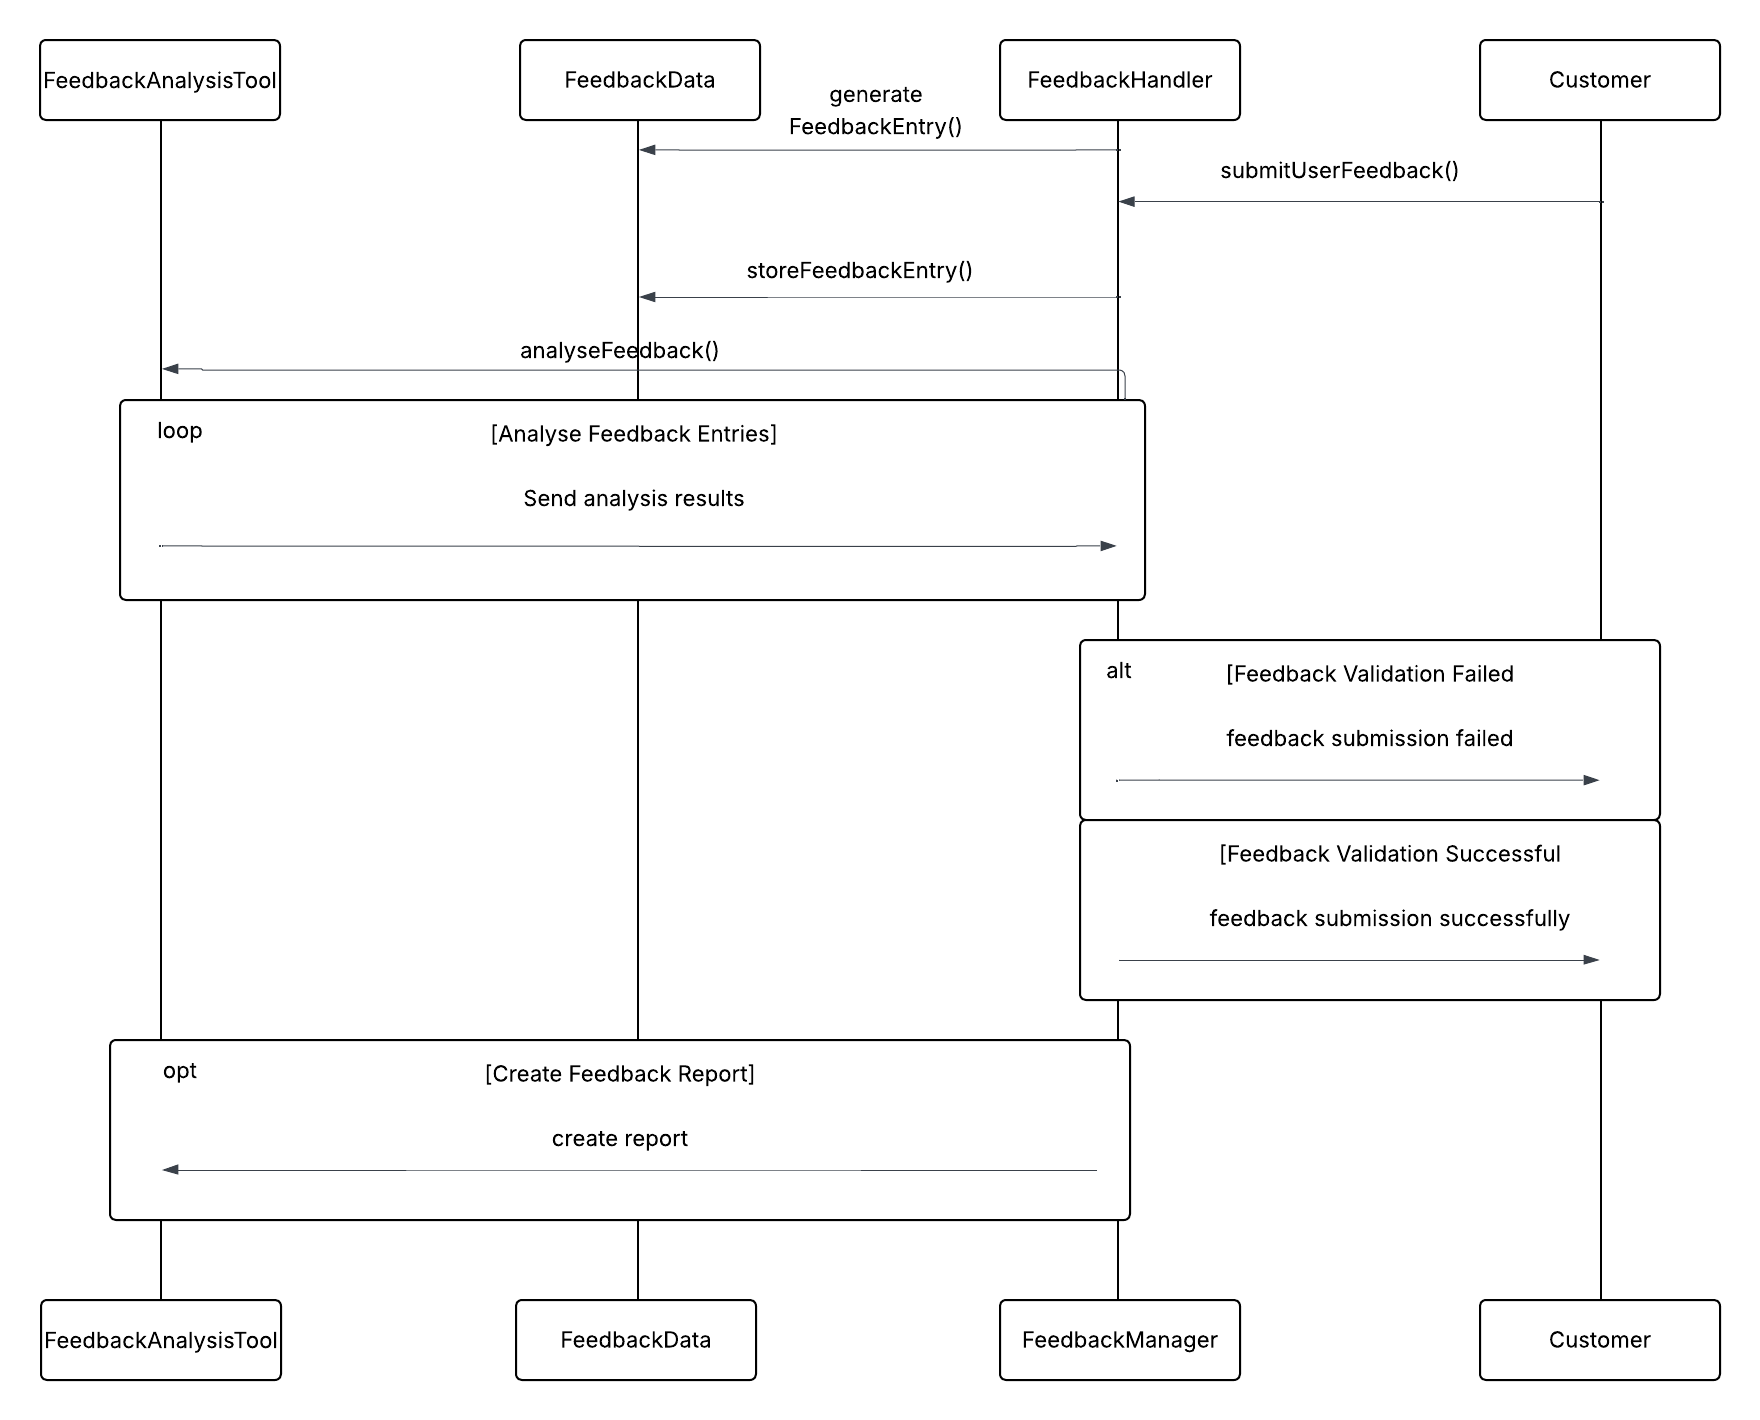 FeedbackAnalysisTool
FeedbackData
FeedbackHandler
Customer
generate
FeedbackEntry()
submitUserFeedback()
storeFeedbackEntry()
analyseFeedback()
loop
[Analyse Feedback Entries]
Send analysis results
alt
[Feedback Validation Failed
feedback submission failed
[Feedback Validation Successful
feedback submission successfully
opt
[Create Feedback Report]
create report
FeedbackAnalysisTool
FeedbackData
FeedbackManager
Customer